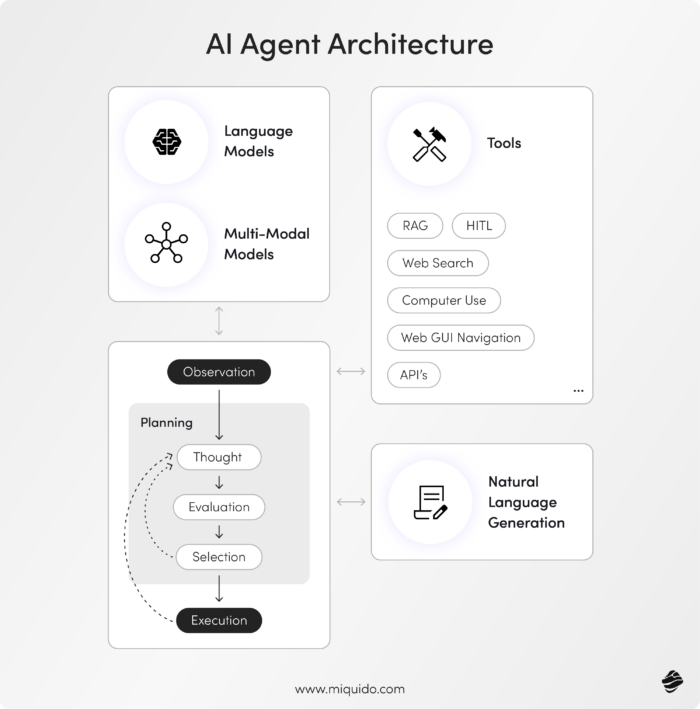 AI Agent Architecture
Language
Models
Multi-Modal
Models
Tools
RAG
HITL
Web Search
Computer Use
Web GUI Navigation
API's
...
Observation
Planning
Thought
Evaluation
Selection
Execution
Natural
Language
Generation
www.miquido.com